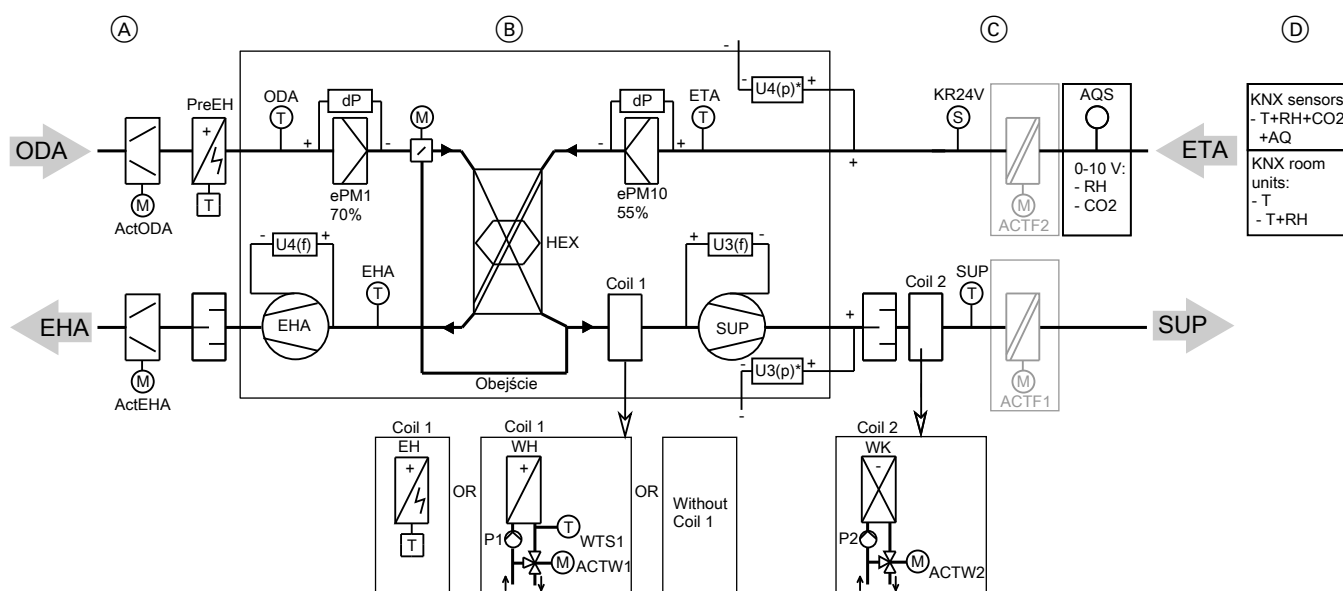 A
B
C
D
ODA
ActODA
M
PreEH
+
T
ODA
T
dP
+
-
ePM1
70%
M
dP
-
+
ePM10
55%
ETA
T
-
- U4(p)* +
+
KR24V
S
M
ACTF2
AQS
0-10 V:
- RH
- CO2
ETA
KNX sensors
- T+RH+CO2
+AQ
KNX room
units:
- T
- T+RH
HEX
EHA
M
ActEHA
- U4(f) +
EHA
EHA
T
Obejście
Coil 1
+ U3(f) -
SUP
+
- U3(p)* +
-
Coil 2
SUP
T
M
ACTF1
SUP
Coil 1
EH
+
T
OR
Coil 1
WH
+
P1
T
WTS1
M
ACTW1
OR
Without
Coil 1
Coil 2
WK
-
P2
M
ACTW2